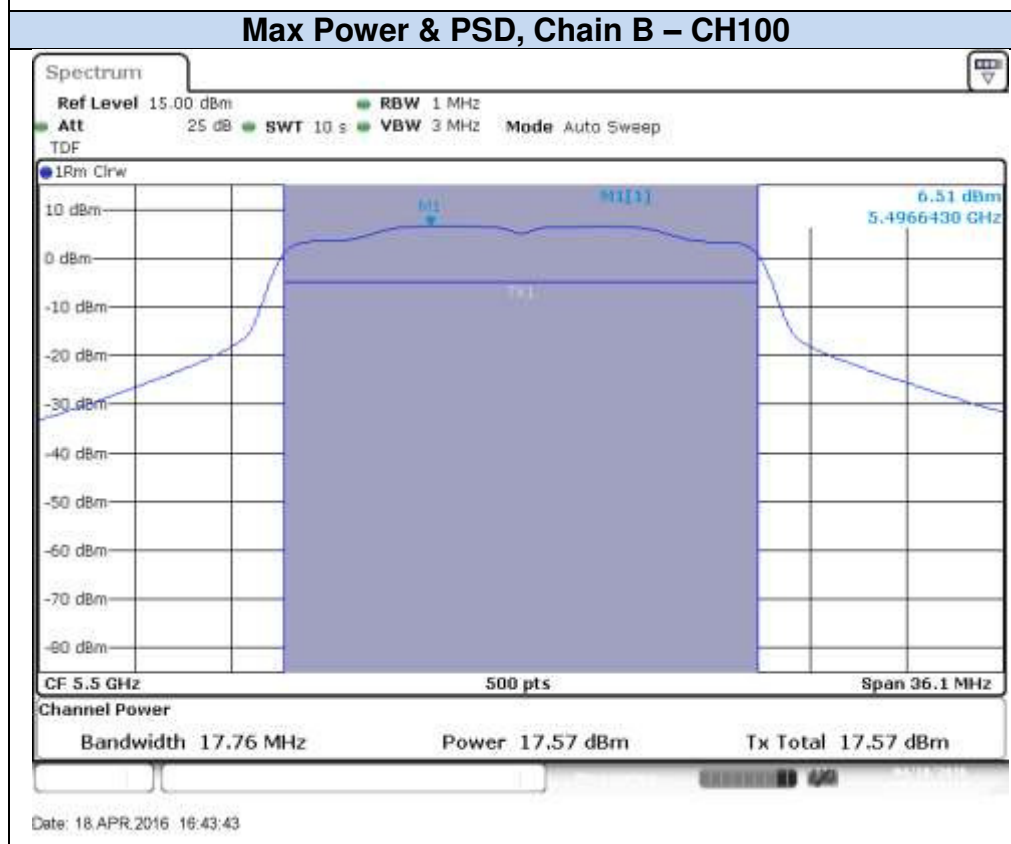 Max Power & PSD, Chain B – CH100
Spectrum
Ref Level 15.00 dBm RBW 1 MHz
Att 25 dB SWT 10 s VBW 3 MHz Mode Auto Sweep
TDF
1Rm Clrw
M1[1] 6.51 dBm
5.4966430 GHz
M1
10 dBm
0 dBm
-10 dBm
Tx1
-20 dBm
-30 dBm
-40 dBm
-50 dBm
-60 dBm
-70 dBm
-80 dBm
CF 5.5 GHz 500 pts Span 36.1 MHz
Channel Power
Bandwidth 17.76 MHz Power 17.57 dBm Tx Total 17.57 dBm
Date: 18.APR.2016 16:43:43